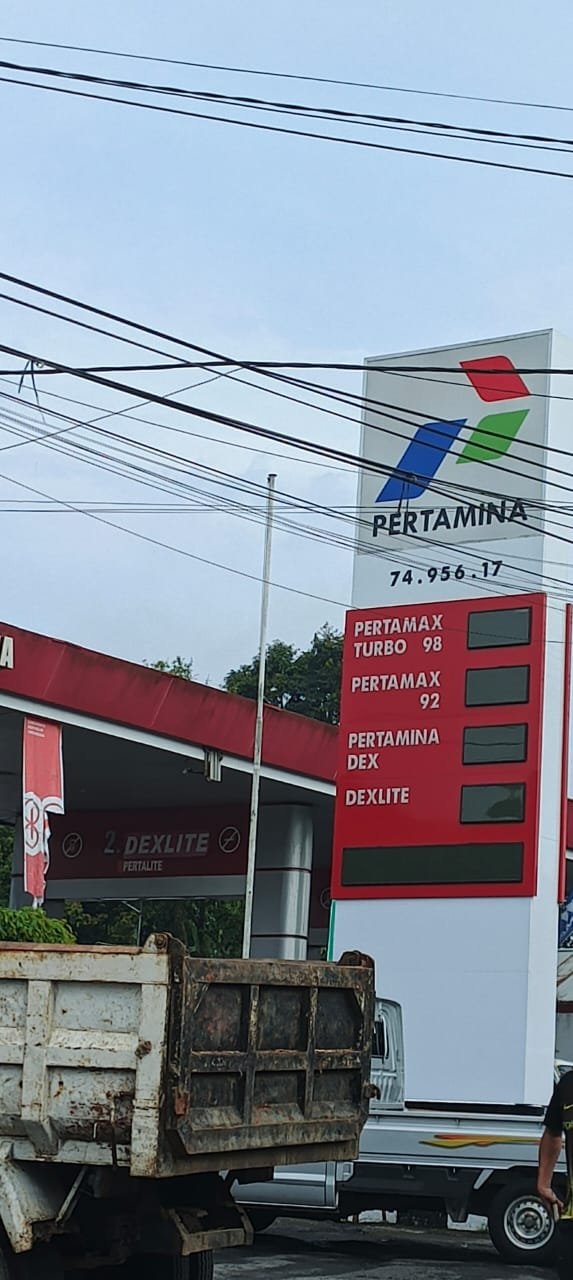 PERTAMINA
74.956.17
PERTAMAX
TURBO 98
PERTAMAX
92
PERTAMINA
DEX
DEXLITE
2. DEXLITE
PERTALITE